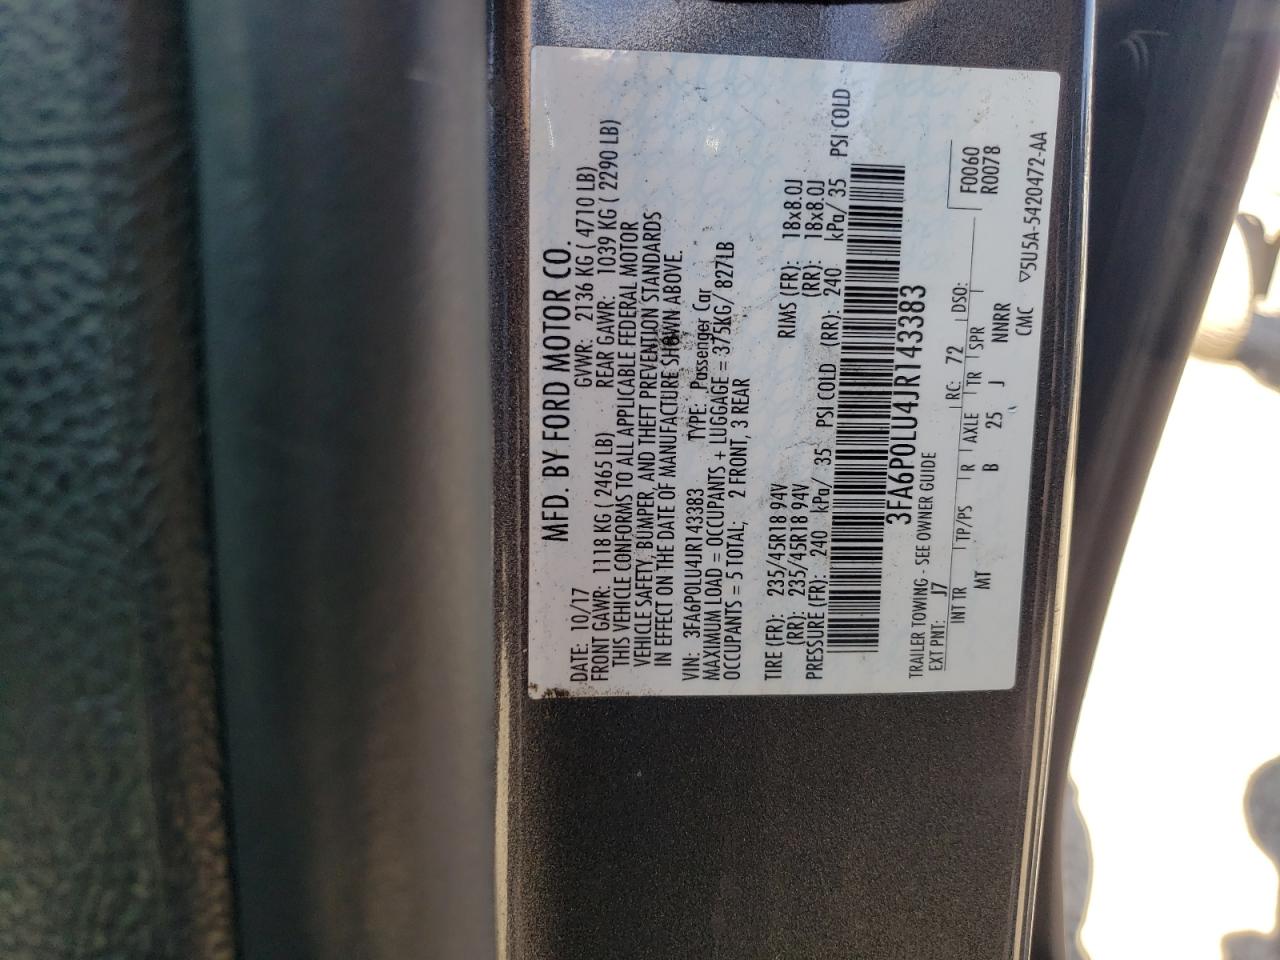 MFD. BY FORD MOTOR CO.
DATE: 10/17 GVWR: 2136 KG ( 4710 LB)
FRONT GAWR: 1118 KG ( 2465 LB) REAR GAWR: 1039 KG ( 2290 LB)
THIS VEHICLE CONFORMS TO ALL APPLICABLE FEDERAL MOTOR
VEHICLE SAFETY, BUMPER, AND THEFT PREVENTION STANDARDS
IN EFFECT ON THE DATE OF MANUFACTURE SHOWN ABOVE.
VIN: 3FA6P0LU4JR143383 TYPE: Passenger Car
MAXIMUM LOAD = OCCUPANTS + LUGGAGE = 375KG/ 827LB
OCCUPANTS = 5 TOTAL; 2 FRONT, 3 REAR
TIRE (FR): 235/45R18 94V RIMS (FR): 18x8.0J
(RR): 235/45R18 94V (RR): 18x8.0J
PRESSURE (FR): 240 kPa/ 35 PSI COLD (RR): 240 kPa/ 35 PSI COLD
3FA6P0LU4JR143383
TRAILER TOWING - SEE OWNER GUIDE
EXT PNT: J7 RC: 72 DSO: F0060
R0078
INT TR TP/PS R AXLE TR SPR
MT B 25 J NNRR
CMC ▽5U5A-5420472-AA